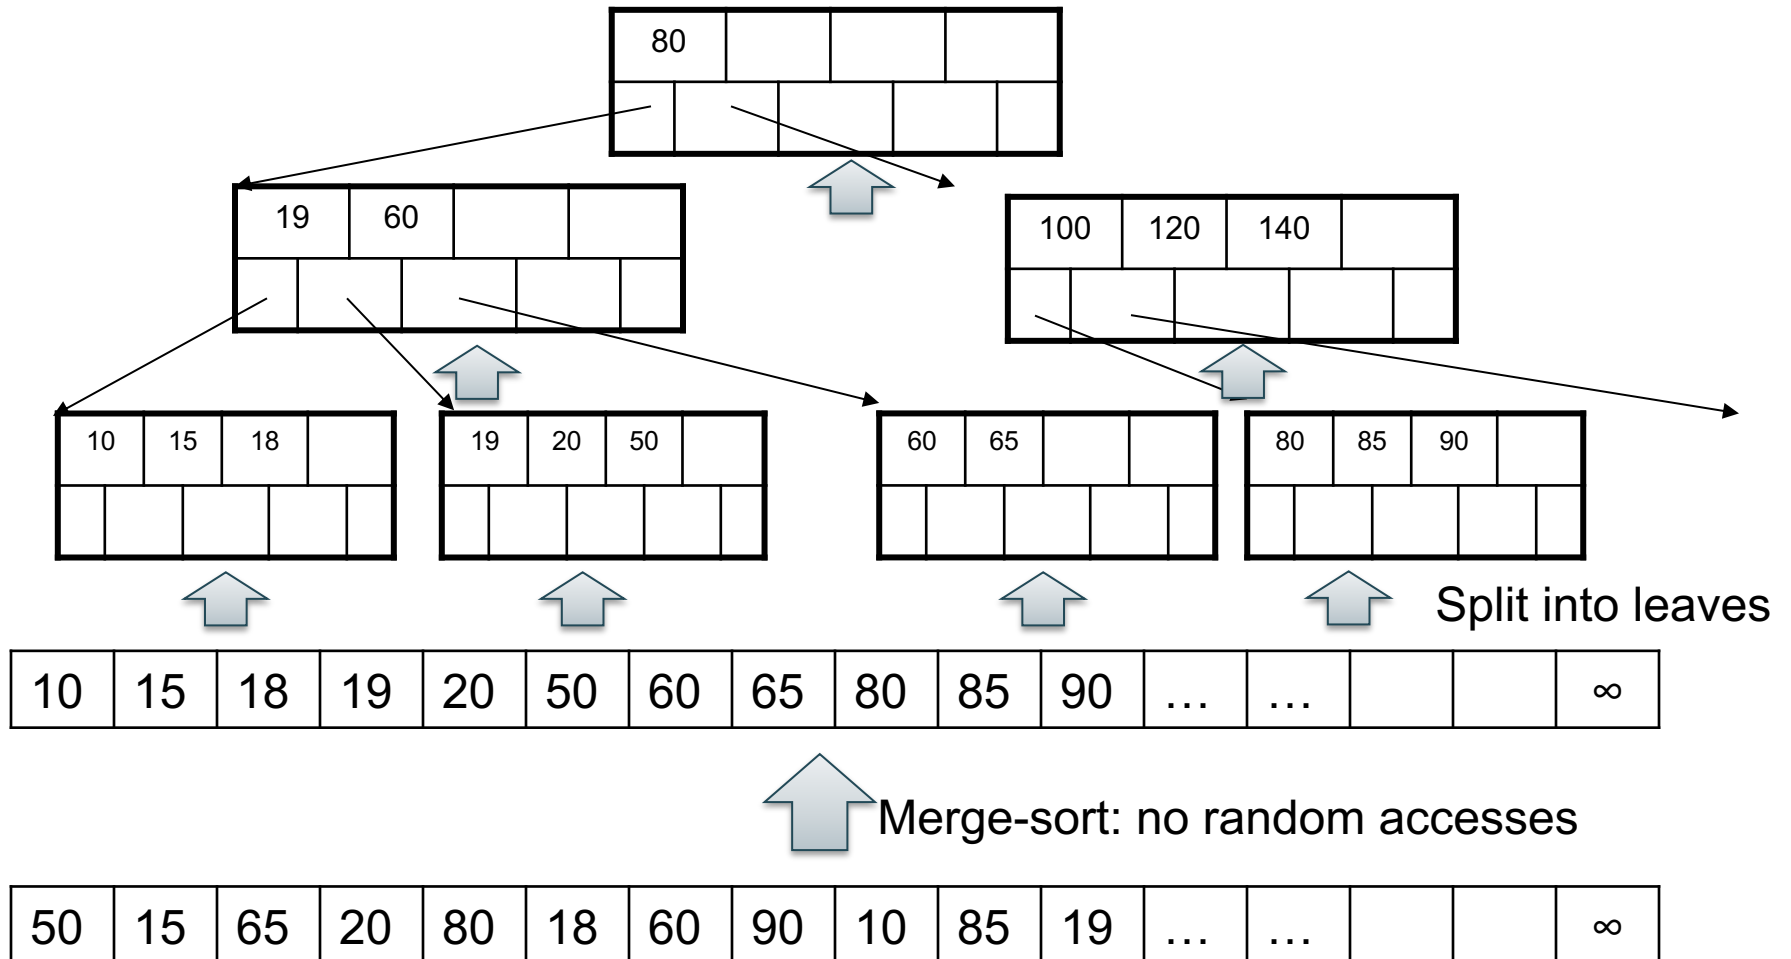 80
19 60
100 120 140
10 15 18
19 20 50
60 65
80 85 90
Split into leaves
10 15 18 19 20 50 60 65 80 85 90 … … ∞
Merge-sort: no random accesses
50 15 65 20 80 18 60 90 10 85 19 … … ∞